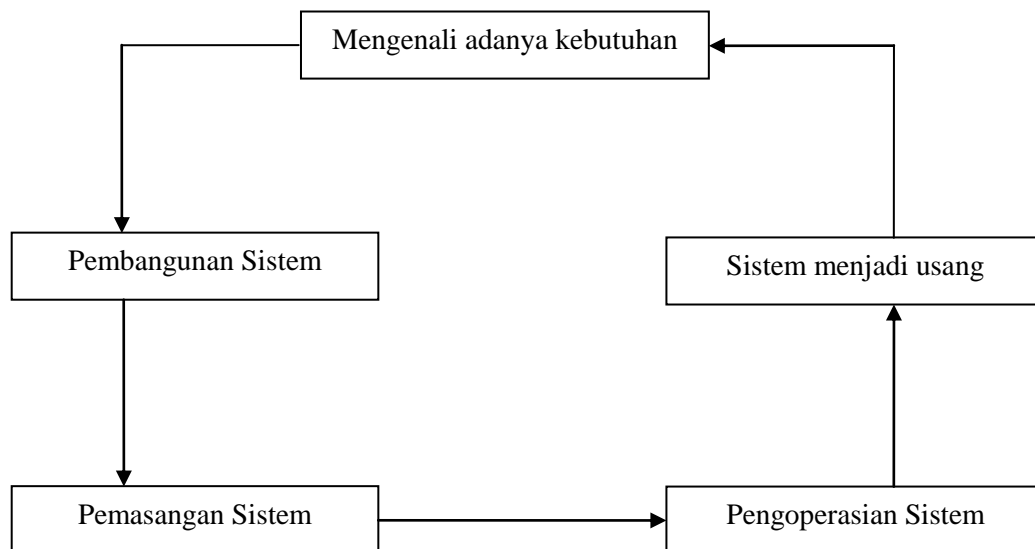 Mengenali adanya kebutuhan
Pembangunan Sistem
Sistem menjadi usang
Pemasangan Sistem
Pengoperasian Sistem